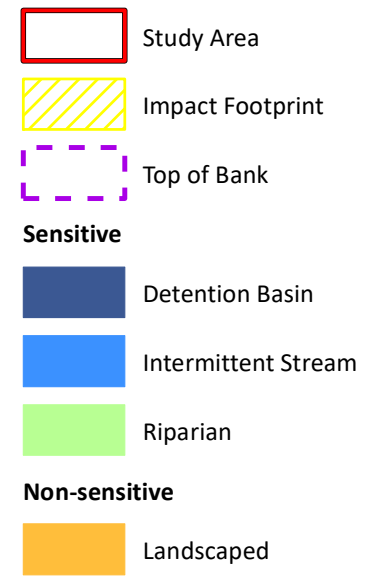 Study Area
Impact Footprint
Top of Bank
Sensitive
Detention Basin
Intermittent Stream
Riparian
Non-sensitive
Landscaped